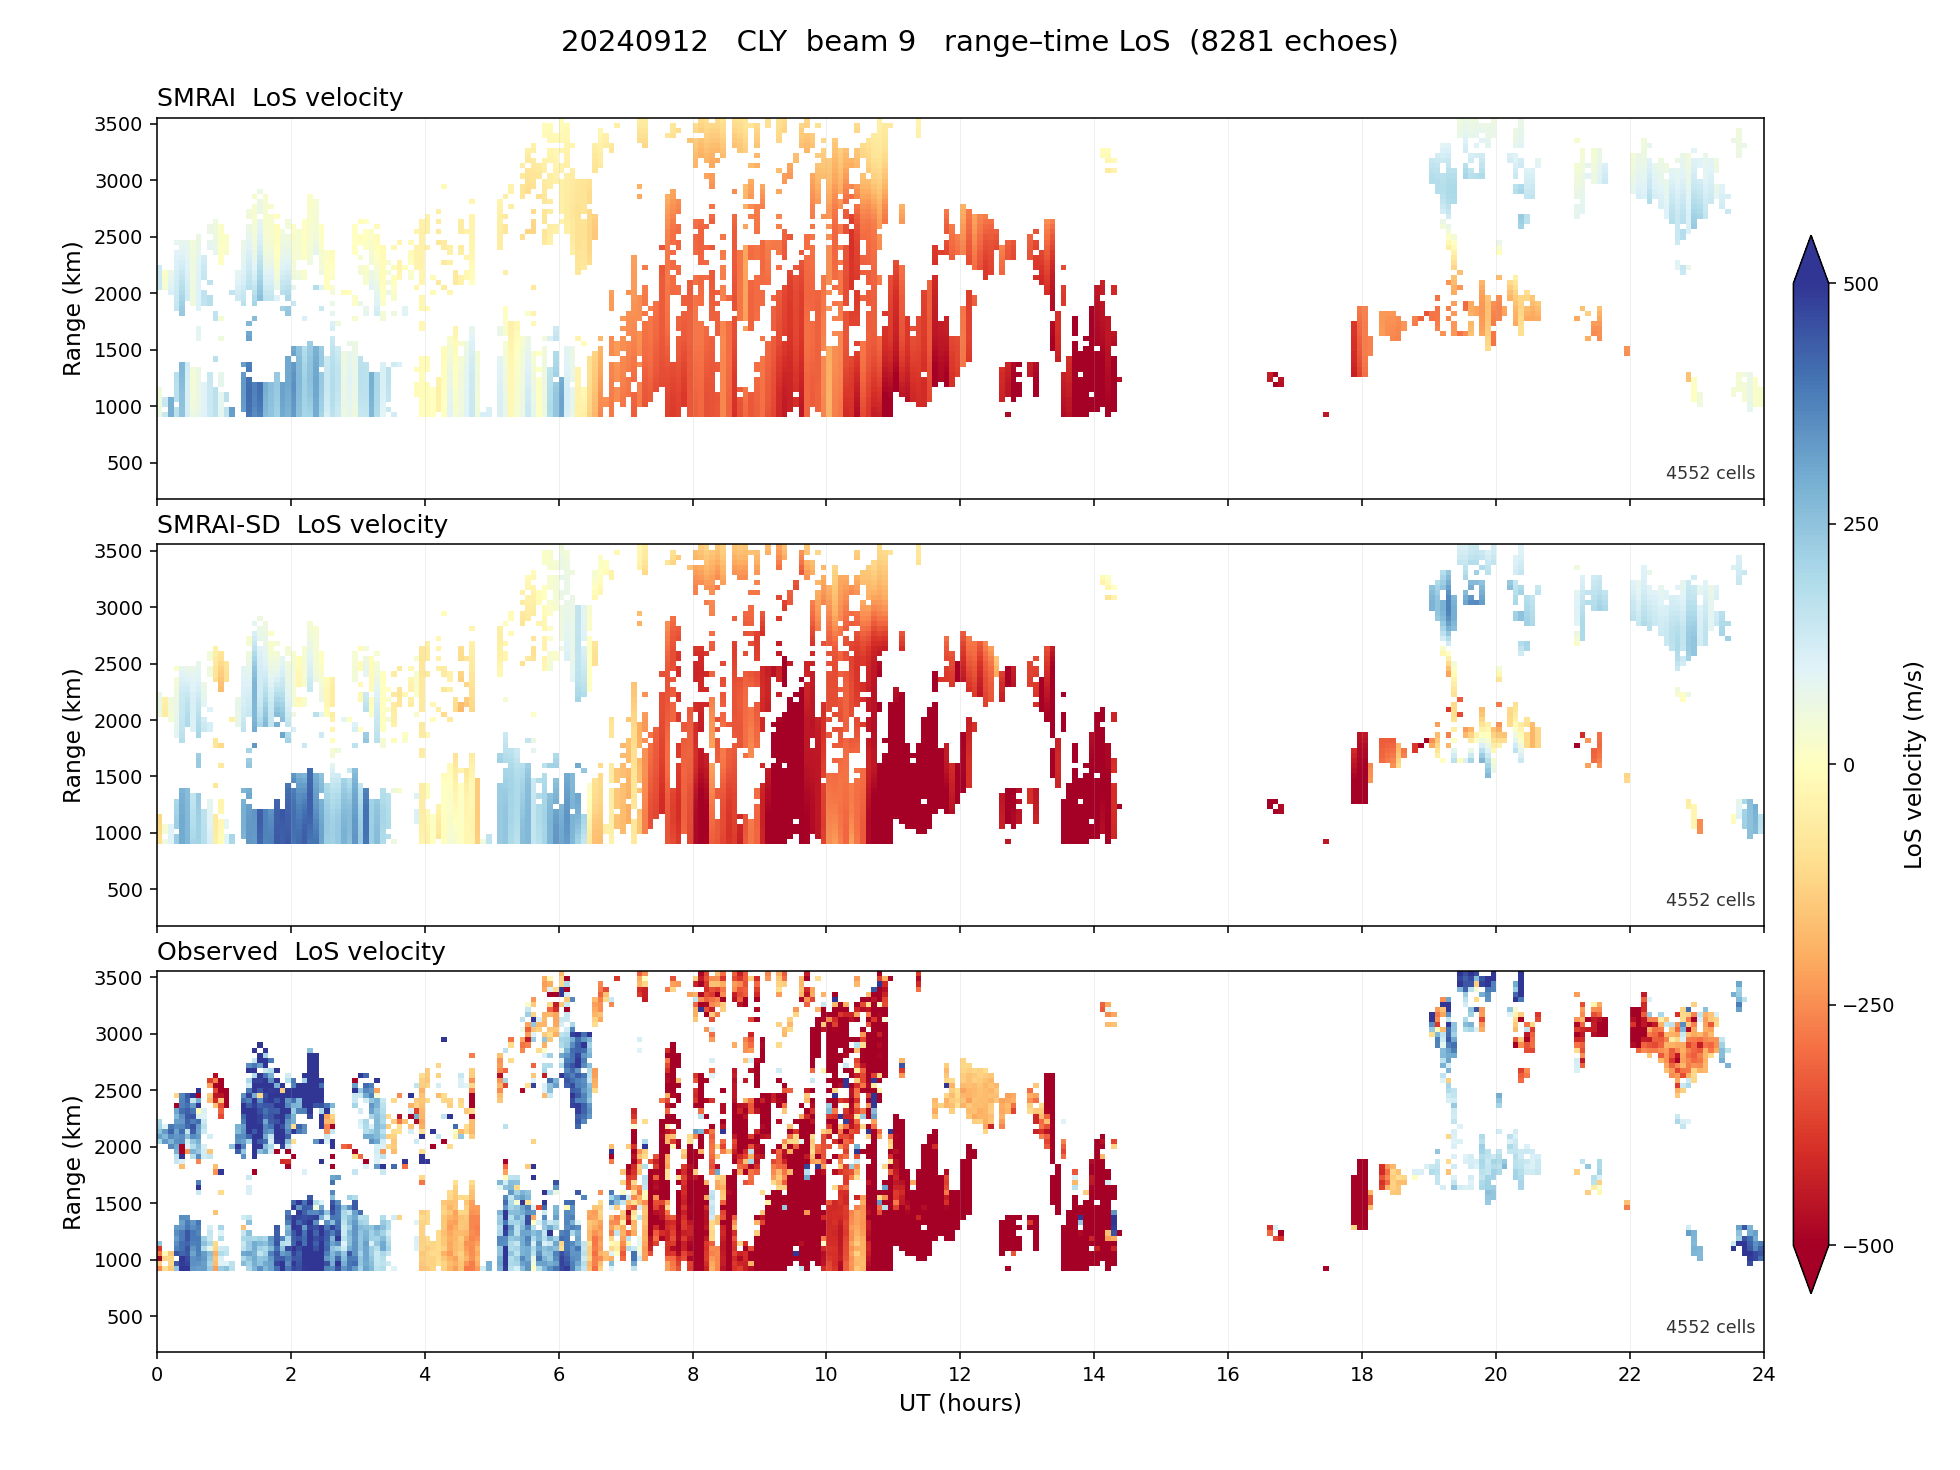 20240912 CLY beam 9 range–time LoS (8281 echoes)
SMRAI LoS velocity
3500
3000
2500
2000
1500
1000
500
Range (km)
4552 cells
SMRAI-SD LoS velocity
3500
3000
2500
2000
1500
1000
500
Range (km)
4552 cells
Observed LoS velocity
3500
3000
2500
2000
1500
1000
500
Range (km)
4552 cells
0 2 4 6 8 10 12 14 16 18 20 22 24
UT (hours)
500
250
0
−250
−500
LoS velocity (m/s)